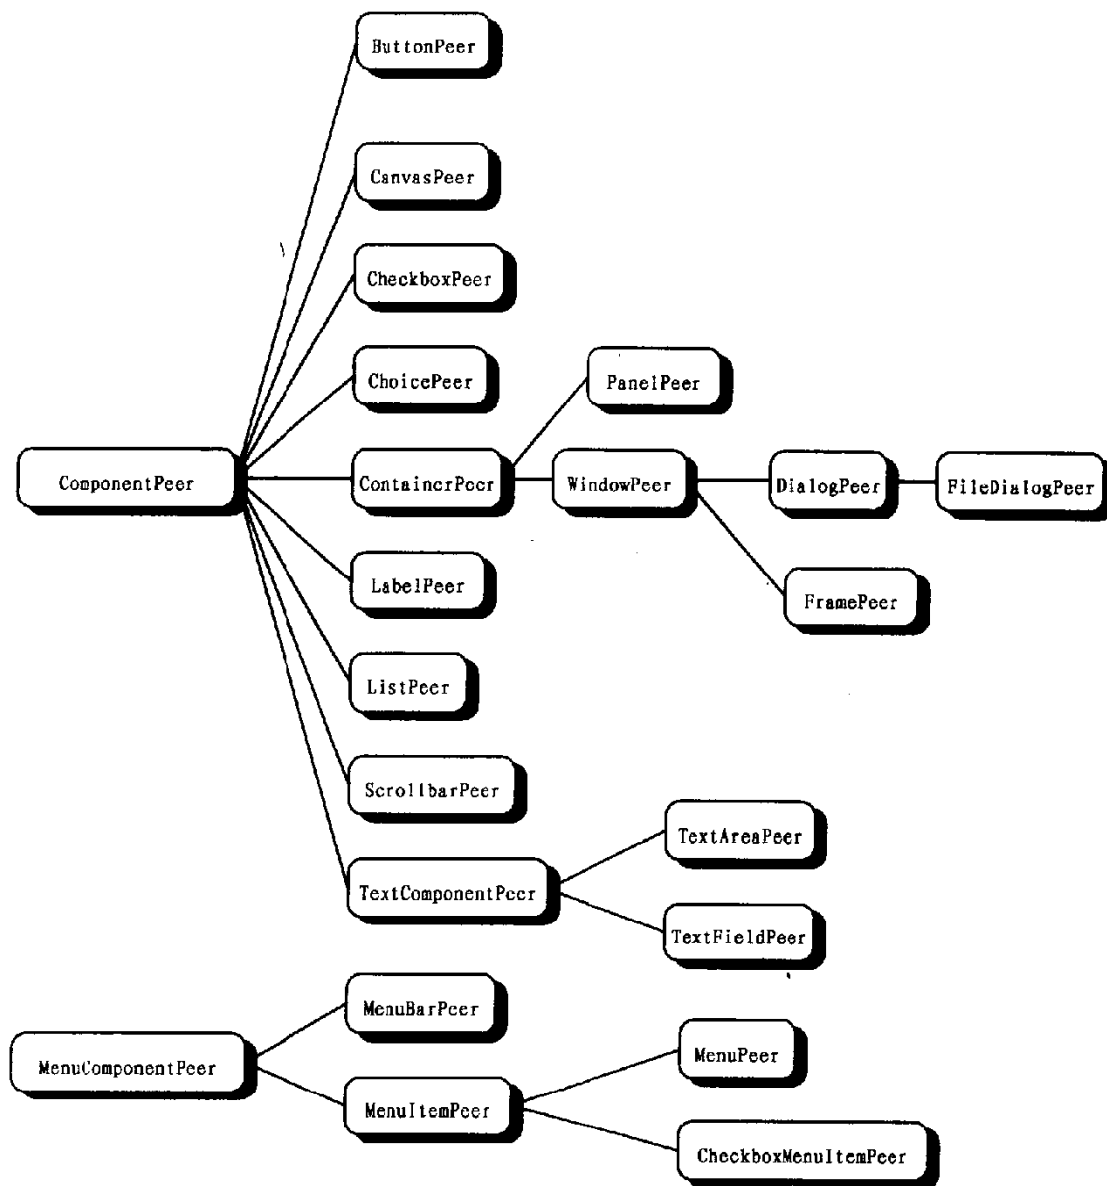 ButtonPeer
CanvasPeer
CheckboxPeer
ChoicePeer
PanelPeer
ComponentPeer
ContainerPeer
WindowPeer
DialogPeer
FileDialogPeer
LabelPeer
FramePeer
ListPeer
ScrollbarPeer
TextAreaPeer
TextComponentPeer
TextFieldPeer
MenuBarPeer
MenuPeer
MenuComponentPeer
MenuItemPeer
CheckboxMenuItemPeer